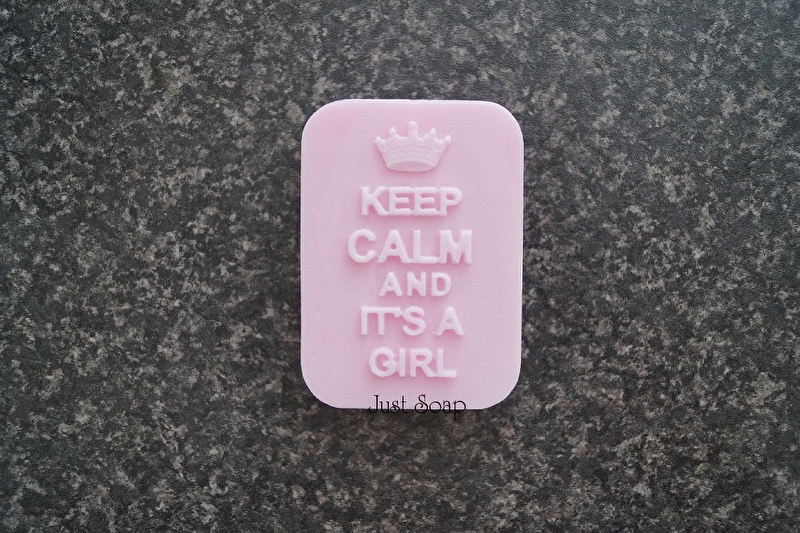 KEEP
CALM
AND
IT'S A
GIRL
Just Soap